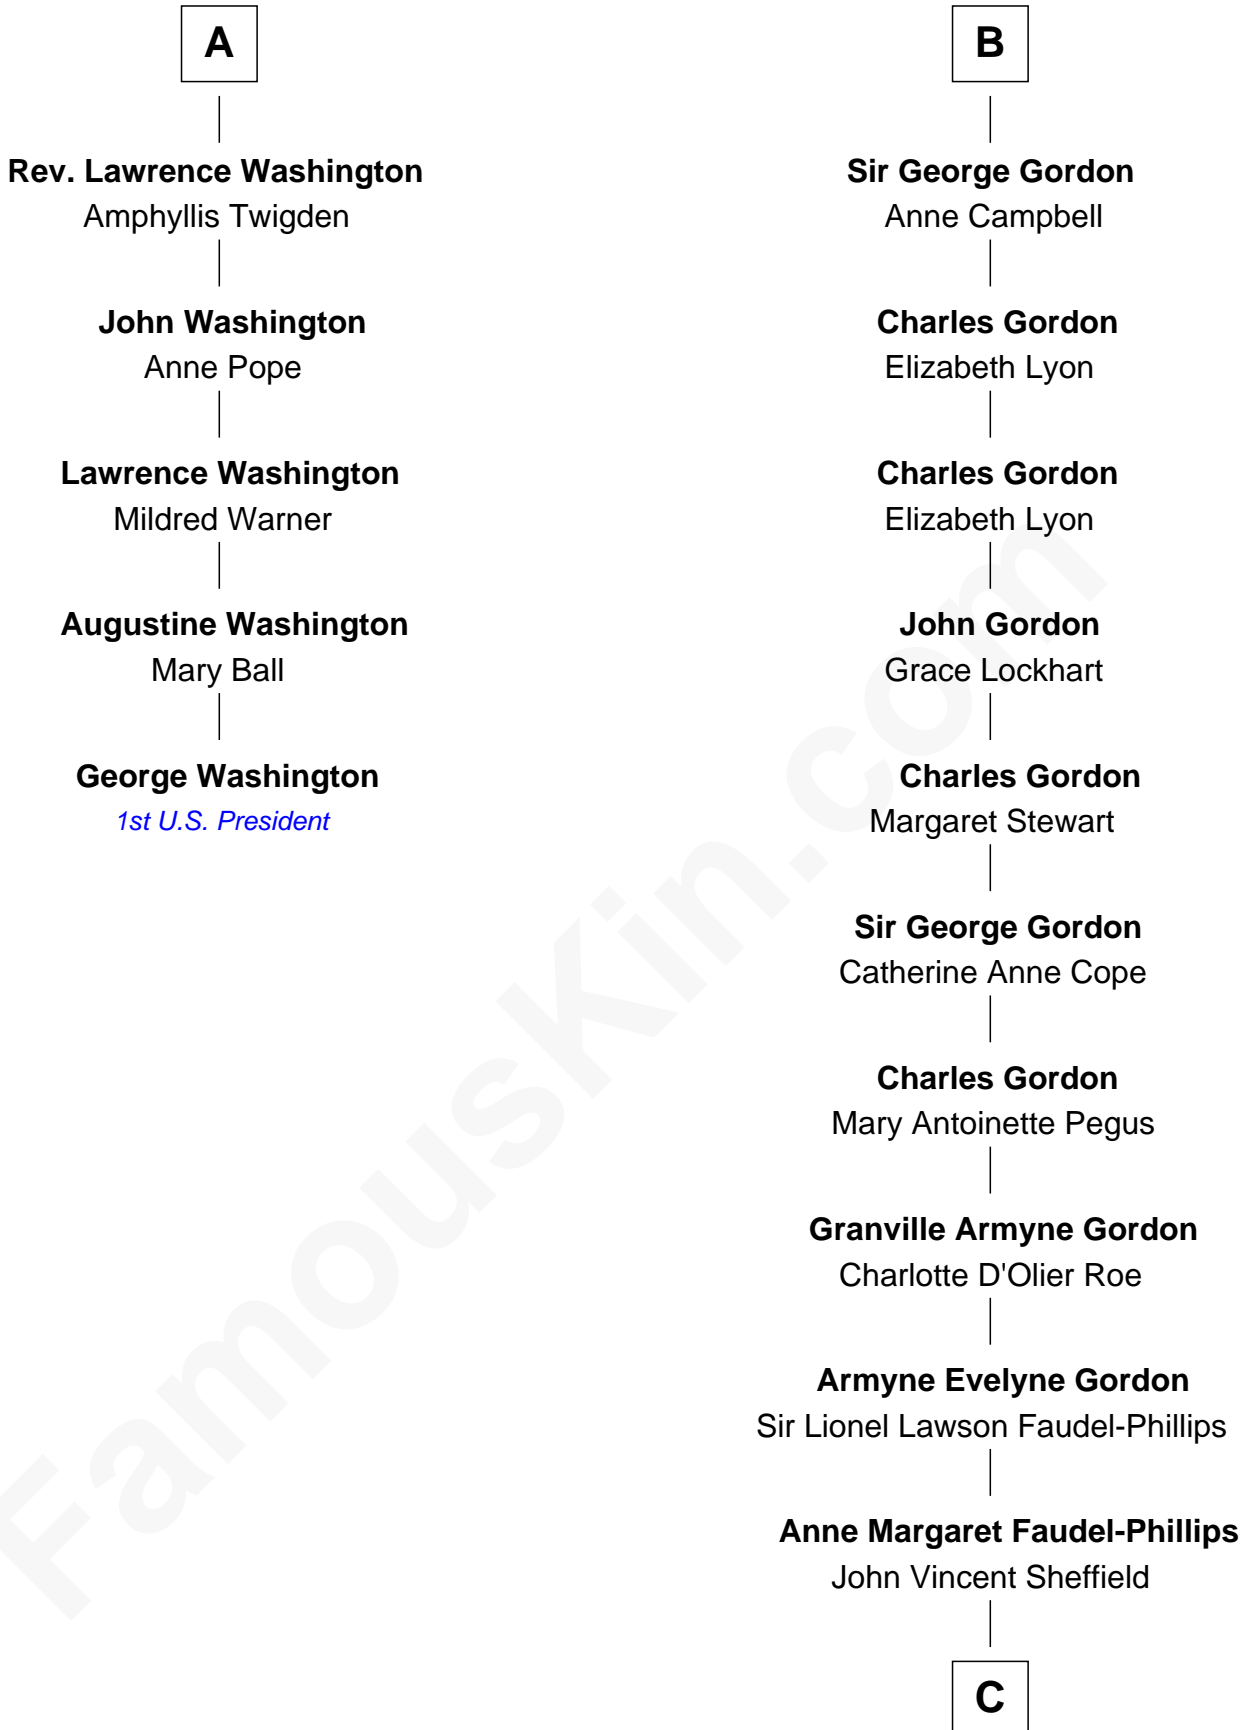 A
Rev. Lawrence Washington
Amphyllis Twigden
John Washington
Anne Pope
Lawrence Washington
Mildred Warner
Augustine Washington
Mary Ball
George Washington
1st U.S. President
B
Sir George Gordon
Anne Campbell
Charles Gordon
Elizabeth Lyon
Charles Gordon
Elizabeth Lyon
John Gordon
Grace Lockhart
Charles Gordon
Margaret Stewart
Sir George Gordon
Catherine Anne Cope
Charles Gordon
Mary Antoinette Pegus
Granville Armyne Gordon
Charlotte D'Olier Roe
Armyne Evelyne Gordon
Sir Lionel Lawson Faudel-Phillips
Anne Margaret Faudel-Phillips
John Vincent Sheffield
C
FamousKin.com